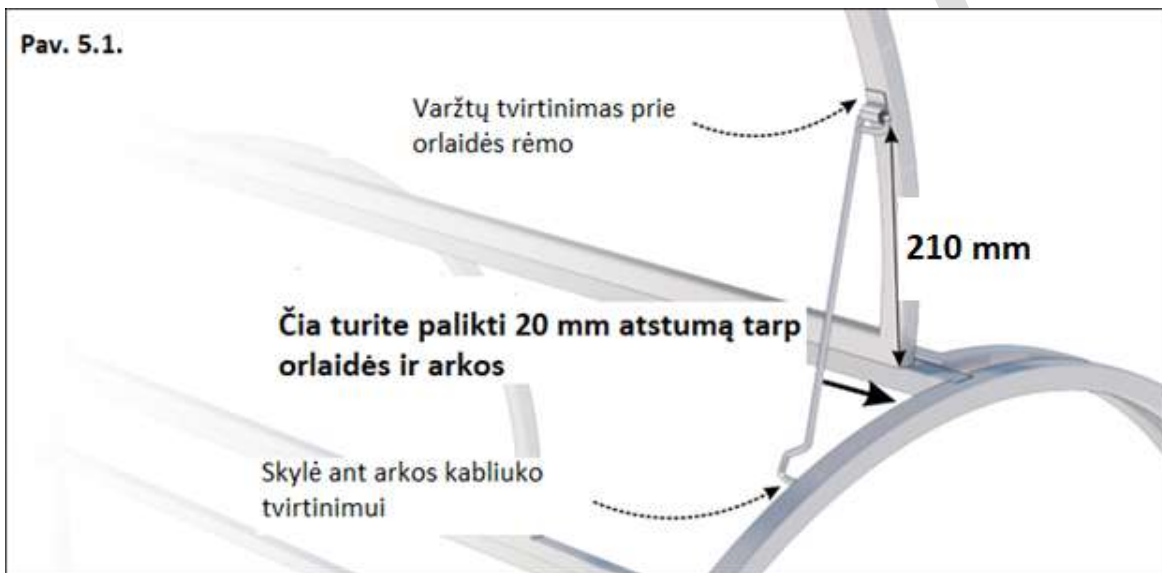 Pav. 5.1.
Varžtų tvirtinimas prie
orlaidės rėmo
210 mm
Čia turite palikti 20 mm atstumą tarp
orlaidės ir arkos
Skylė ant arkos kabliuko
tvirtinimui